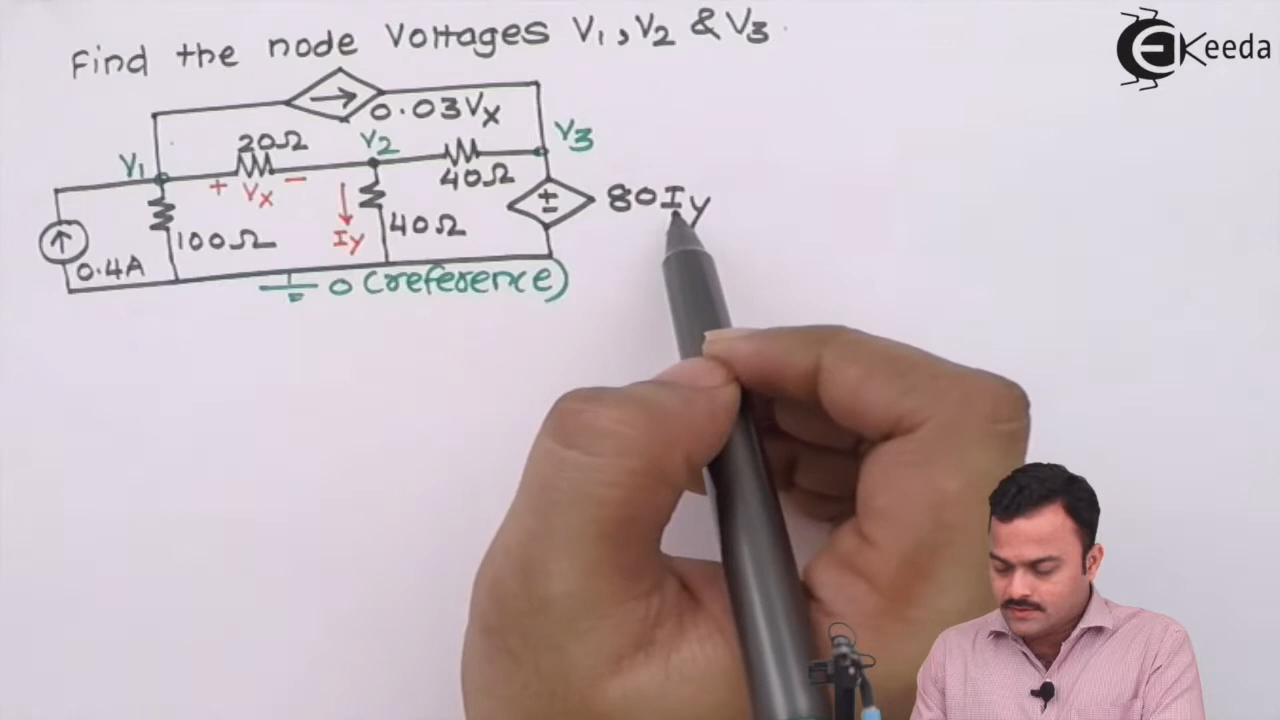 Find the node Voltages V1, V2 & V3.
EKeeda
0.03Vx
20Ω
V2
V3
V1
+ Vx -
40Ω
80Iy
100Ω
Iy
40Ω
0.4A
0 (reference)